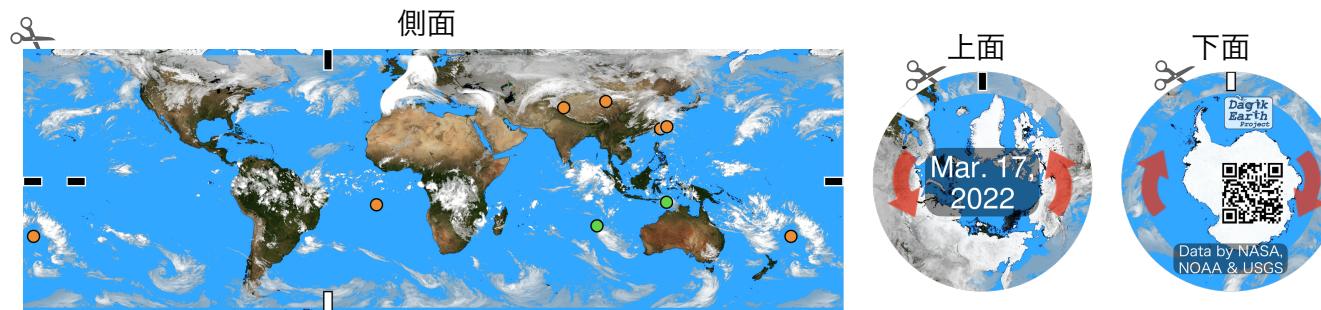 側面
上面
下面
Mar. 17
2022
Dagik
Earth
Project
Data by NASA,
NOAA & USGS